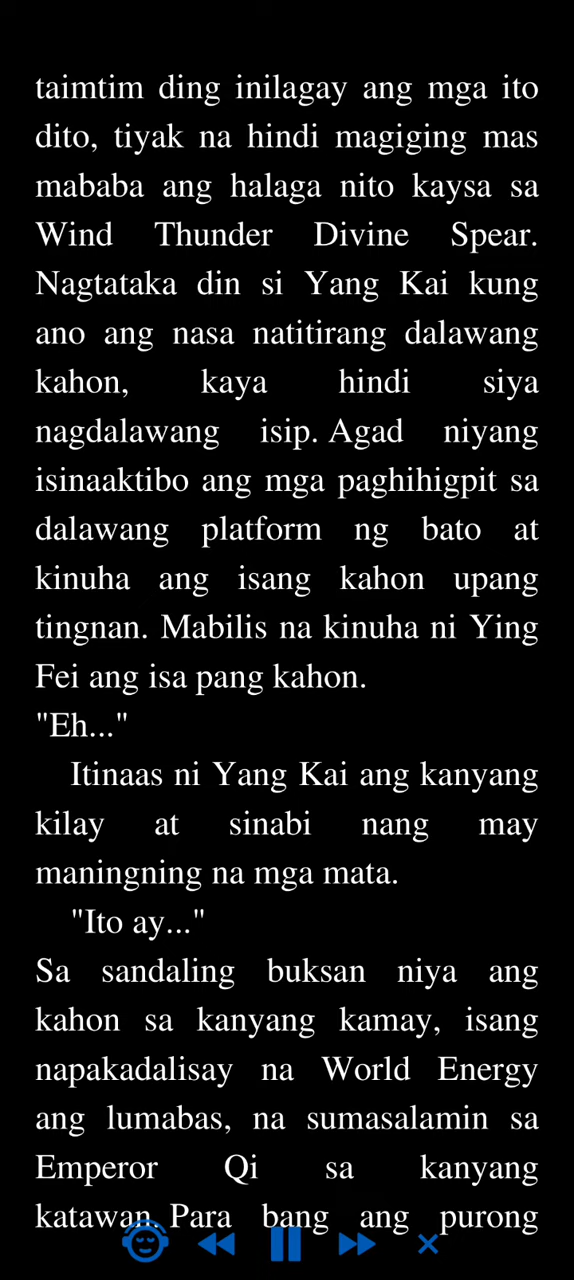 taimtim ding inilagay ang mga ito
dito, tiyak na hindi magiging mas
mababa ang halaga nito kaysa sa
Wind Thunder Divine Spear.
Nagtataka din si Yang Kai kung
ano ang nasa natitirang dalawang
kahon, kaya hindi siya
nagdalawang isip. Agad niyang
isinaaktibo ang mga paghihigpit sa
dalawang platform ng bato at
kinuha ang isang kahon upang
tingnan. Mabilis na kinuha ni Ying
Fei ang isa pang kahon.
"Eh..."
Itinaas ni Yang Kai ang kanyang
kilay at sinabi nang may
maningning na mga mata.
"Ito ay..."
Sa sandaling buksan niya ang
kahon sa kanyang kamay, isang
napakadalisay na World Energy
ang lumabas, na sumasalamin sa
Emperor Qi sa kanyang
katawan. Para bang ang purong